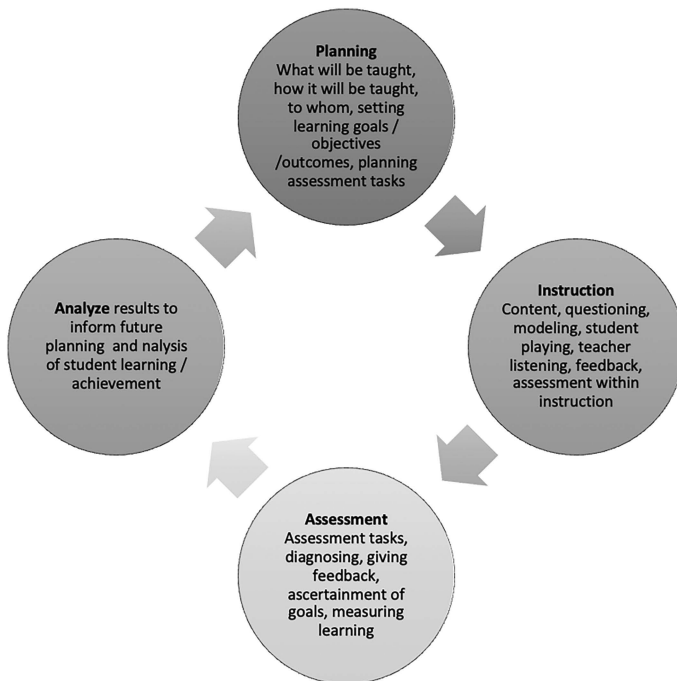 Planning
What will be taught,
how it will be taught,
to whom, setting
learning goals /
objectives
/outcomes, planning
assessment tasks
Instruction
Content, questioning,
modeling, student
playing, teacher
listening, feedback,
assessment within
instruction
Assessment
Assessment tasks,
diagnosing, giving
feedback,
ascertainment of
goals, measuring
learning
Analyze results to
inform future
planning and nalysis
of student learning /
achievement